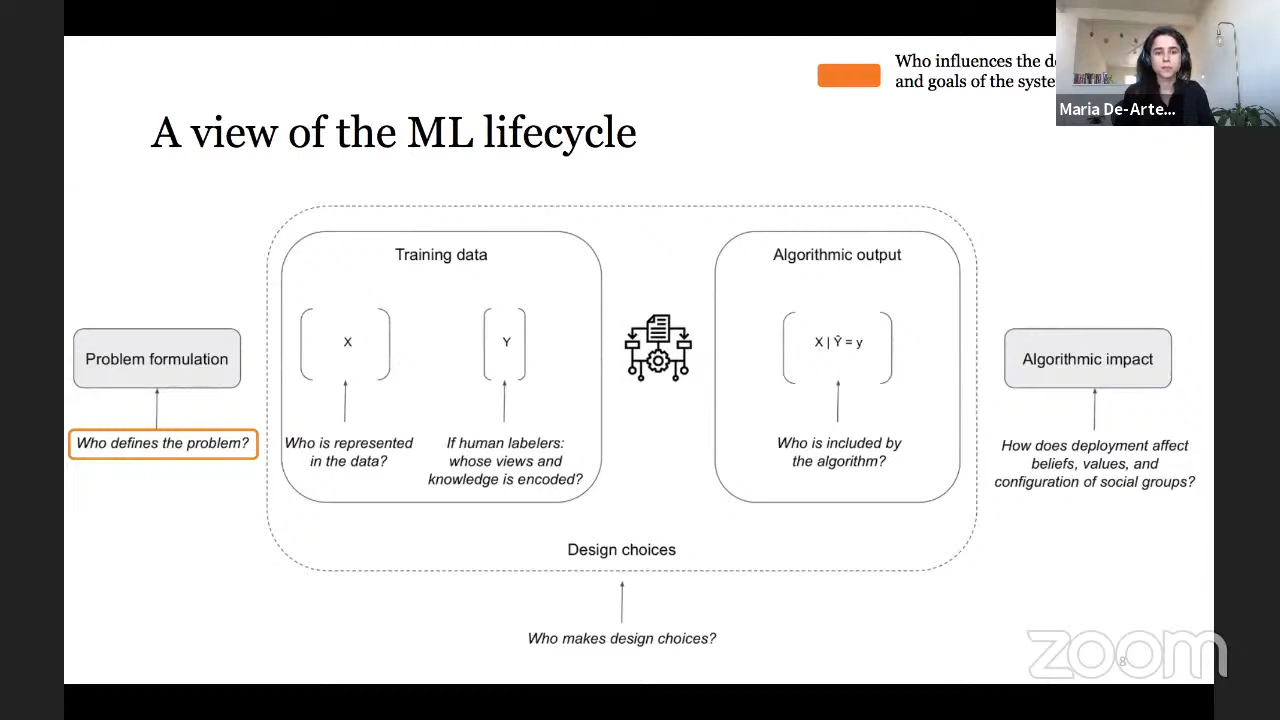 Who influences the
and goals of the
Maria De-Arte...
A view of the ML lifecycle
Training data
Algorithmic output
X
Y
X | Ŷ = y
Problem formulation
Algorithmic impact
Who defines the problem?
Who is represented
in the data?
If human labelers:
whose views and
knowledge is encoded?
Who is included by
the algorithm?
How does deployment affect
beliefs, values, and
configuration of social groups?
Design choices
Who makes design choices?
zoom
8